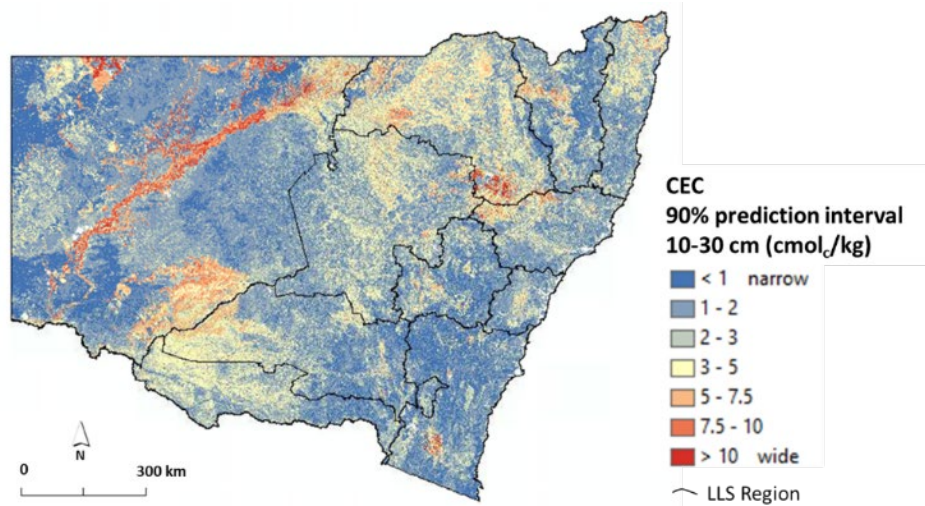 CEC
90% prediction interval
10-30 cm (cmolc/kg)
< 1 narrow
1 - 2
2 - 3
3 - 5
5 - 7.5
7.5 - 10
> 10 wide
LLS Region
N
0 300 km